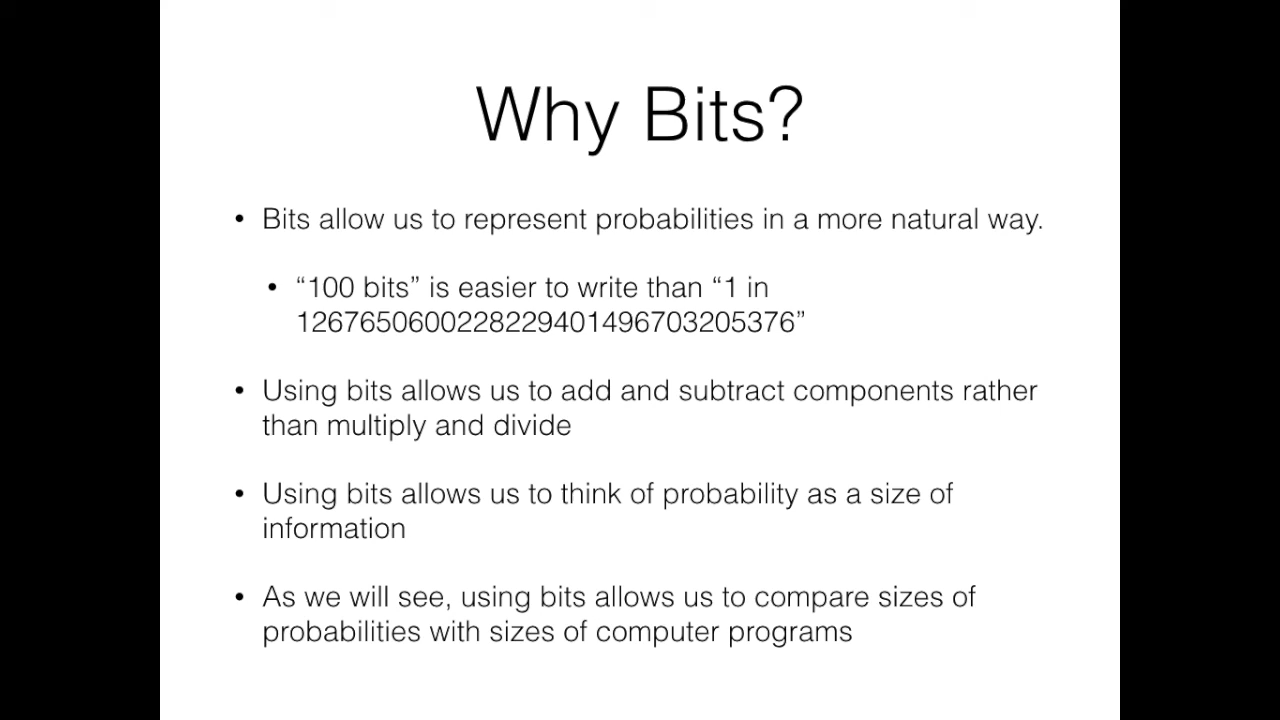 Why Bits?
• Bits allow us to represent probabilities in a more natural way.
• “100 bits” is easier to write than “1 in
1267650600228229401496703205376”
• Using bits allows us to add and subtract components rather
than multiply and divide
• Using bits allows us to think of probability as a size of
information
• As we will see, using bits allows us to compare sizes of
probabilities with sizes of computer programs